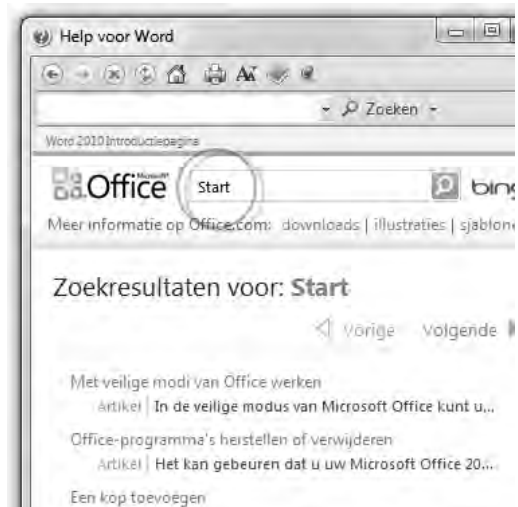 Help voor Word
Zoeken
Word 2010 Introductiepagina
Microsoft
Office Start bing
Meer informatie op Office.com: downloads | illustraties | sjablone
Zoekresultaten voor: Start
Vorige Volgende
Met veilige modi van Office werken
Artikel | In de veilige modus van Microsoft Office kunt u...
Office-programma's herstellen of verwijderen
Artikel | Het kan gebeuren dat u uw Microsoft Office 20...
Een kop toevoegen